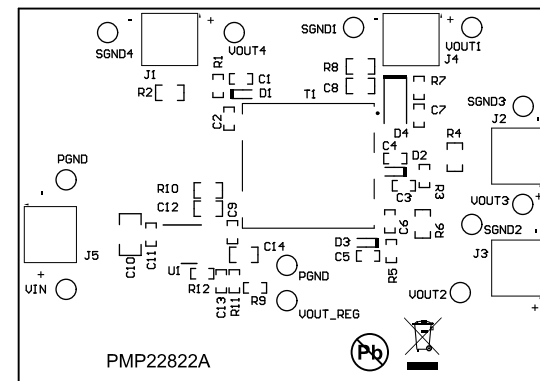 SGND4
- +
J1
VOUT4
SGND1
- +
J4
VOUT1
R1
C1
R2
D1
C2
T1
R8
C8
R7
C7
D4
C4
D2
R4
SGND3
J2
-
+
PGND
-
J5
+
VIN
R10
C12
C9
C3
R3
VOUT3
C6
R6
SGND2
J3
-
+
C10
C11
U1
C14
D3
C5
R5
PGND
R12
C13
R11
R9
VOUT_REG
VOUT2
PMP22822A
Pb